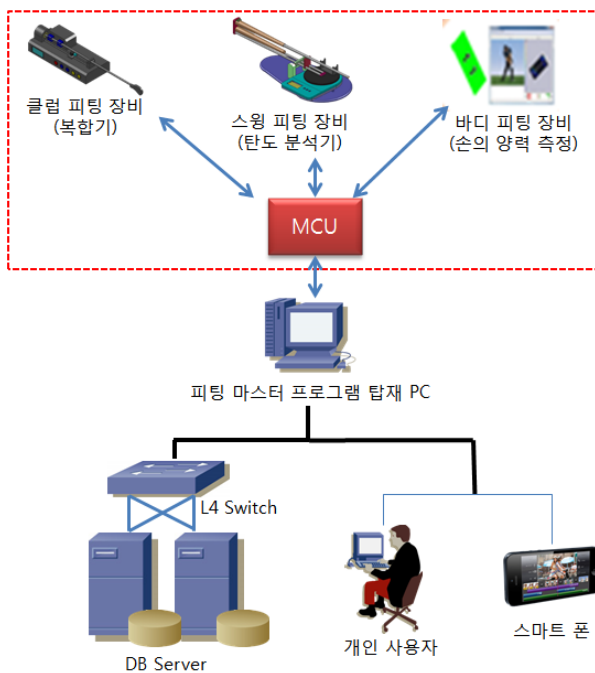 클럽 피팅 장비
(복합기)
스윙 피팅 장비
(탄도 분석기)
바디 피팅 장비
(손의 양력 측정)
MCU
피팅 마스터 프로그램 탑재 PC
L4 Switch
DB Server
개인 사용자
스마트 폰